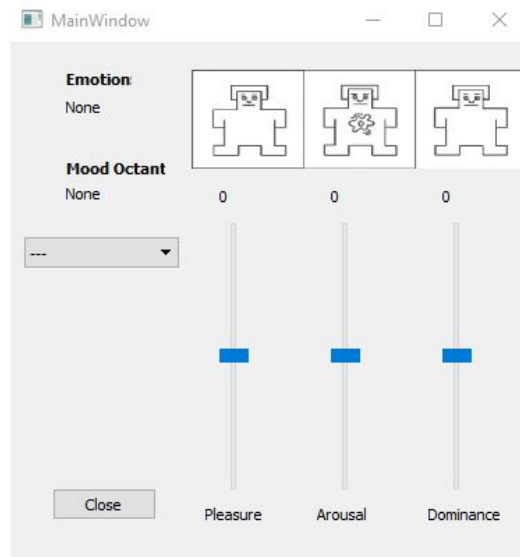 MainWindow
Emotion:
None
Mood Octant
None
0 0 0
---
Close
Pleasure Arousal Dominance